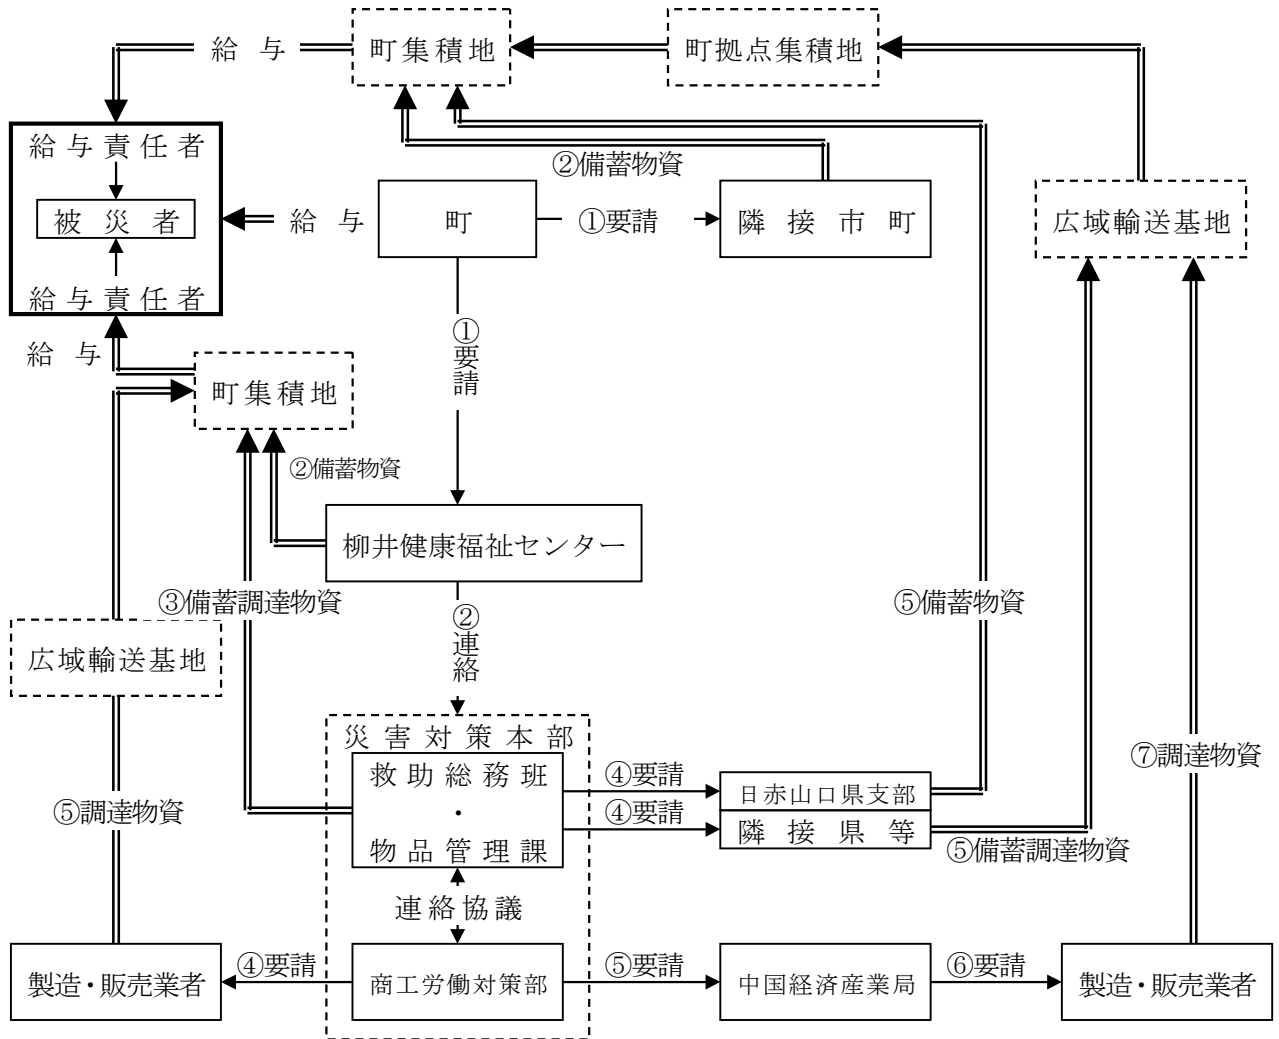 給与
町集積地
町拠点集積地
給与責任者
被災者
給与責任者
②備蓄物資
給与
町
①要請
隣接市町
広域輸送基地
給与
町集積地
①要請
②備蓄物資
柳井健康福祉センター
③備蓄調達物資
②連絡
⑤備蓄物資
広域輸送基地
災害対策本部
救助総務班
・
物品管理課
④要請
日赤山口県支部
④要請
隣接県等
⑤備蓄調達物資
⑦調達物資
⑤調達物資
連絡協議
製造・販売業者
④要請
商工労働対策部
⑤要請
中国経済産業局
⑥要請
製造・販売業者